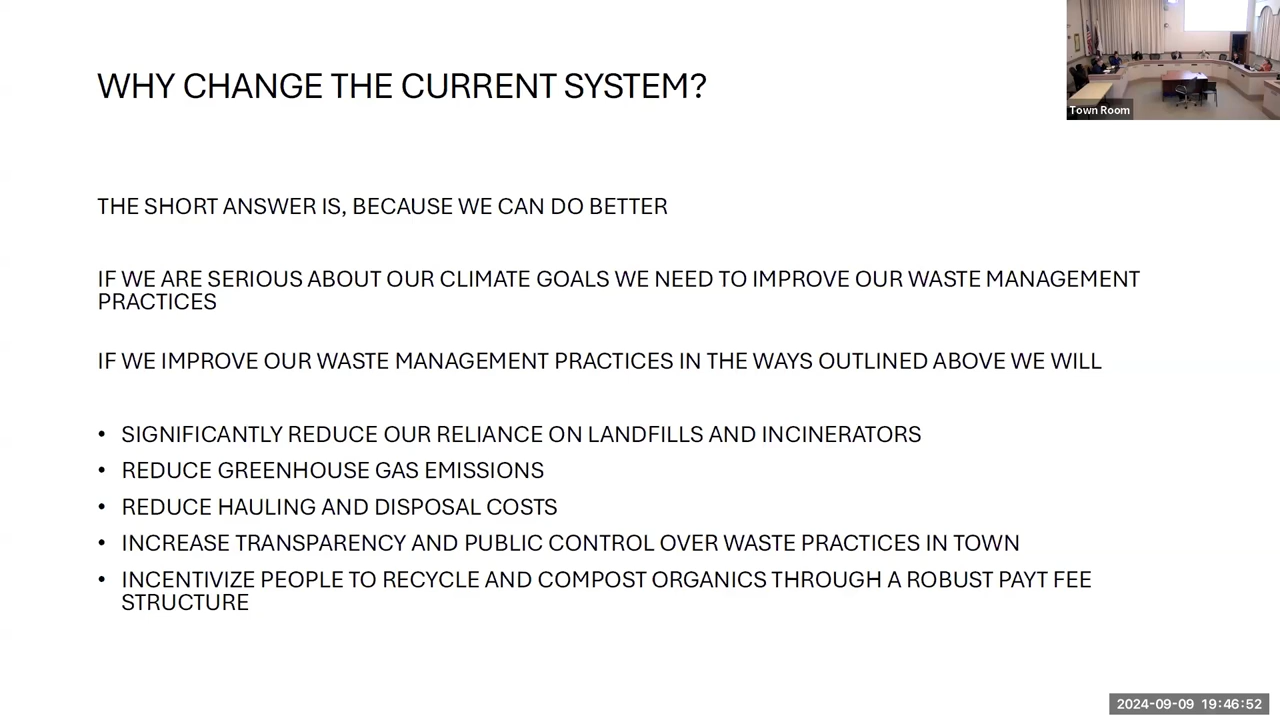 WHY CHANGE THE CURRENT SYSTEM?
Town Room
THE SHORT ANSWER IS, BECAUSE WE CAN DO BETTER
IF WE ARE SERIOUS ABOUT OUR CLIMATE GOALS WE NEED TO IMPROVE OUR WASTE MANAGEMENT
PRACTICES
IF WE IMPROVE OUR WASTE MANAGEMENT PRACTICES IN THE WAYS OUTLINED ABOVE WE WILL
• SIGNIFICANTLY REDUCE OUR RELIANCE ON LANDFILLS AND INCINERATORS
• REDUCE GREENHOUSE GAS EMISSIONS
• REDUCE HAULING AND DISPOSAL COSTS
• INCREASE TRANSPARENCY AND PUBLIC CONTROL OVER WASTE PRACTICES IN TOWN
• INCENTIVIZE PEOPLE TO RECYCLE AND COMPOST ORGANICS THROUGH A ROBUST PAYT FEE
STRUCTURE
2024-09-09 19:46:52